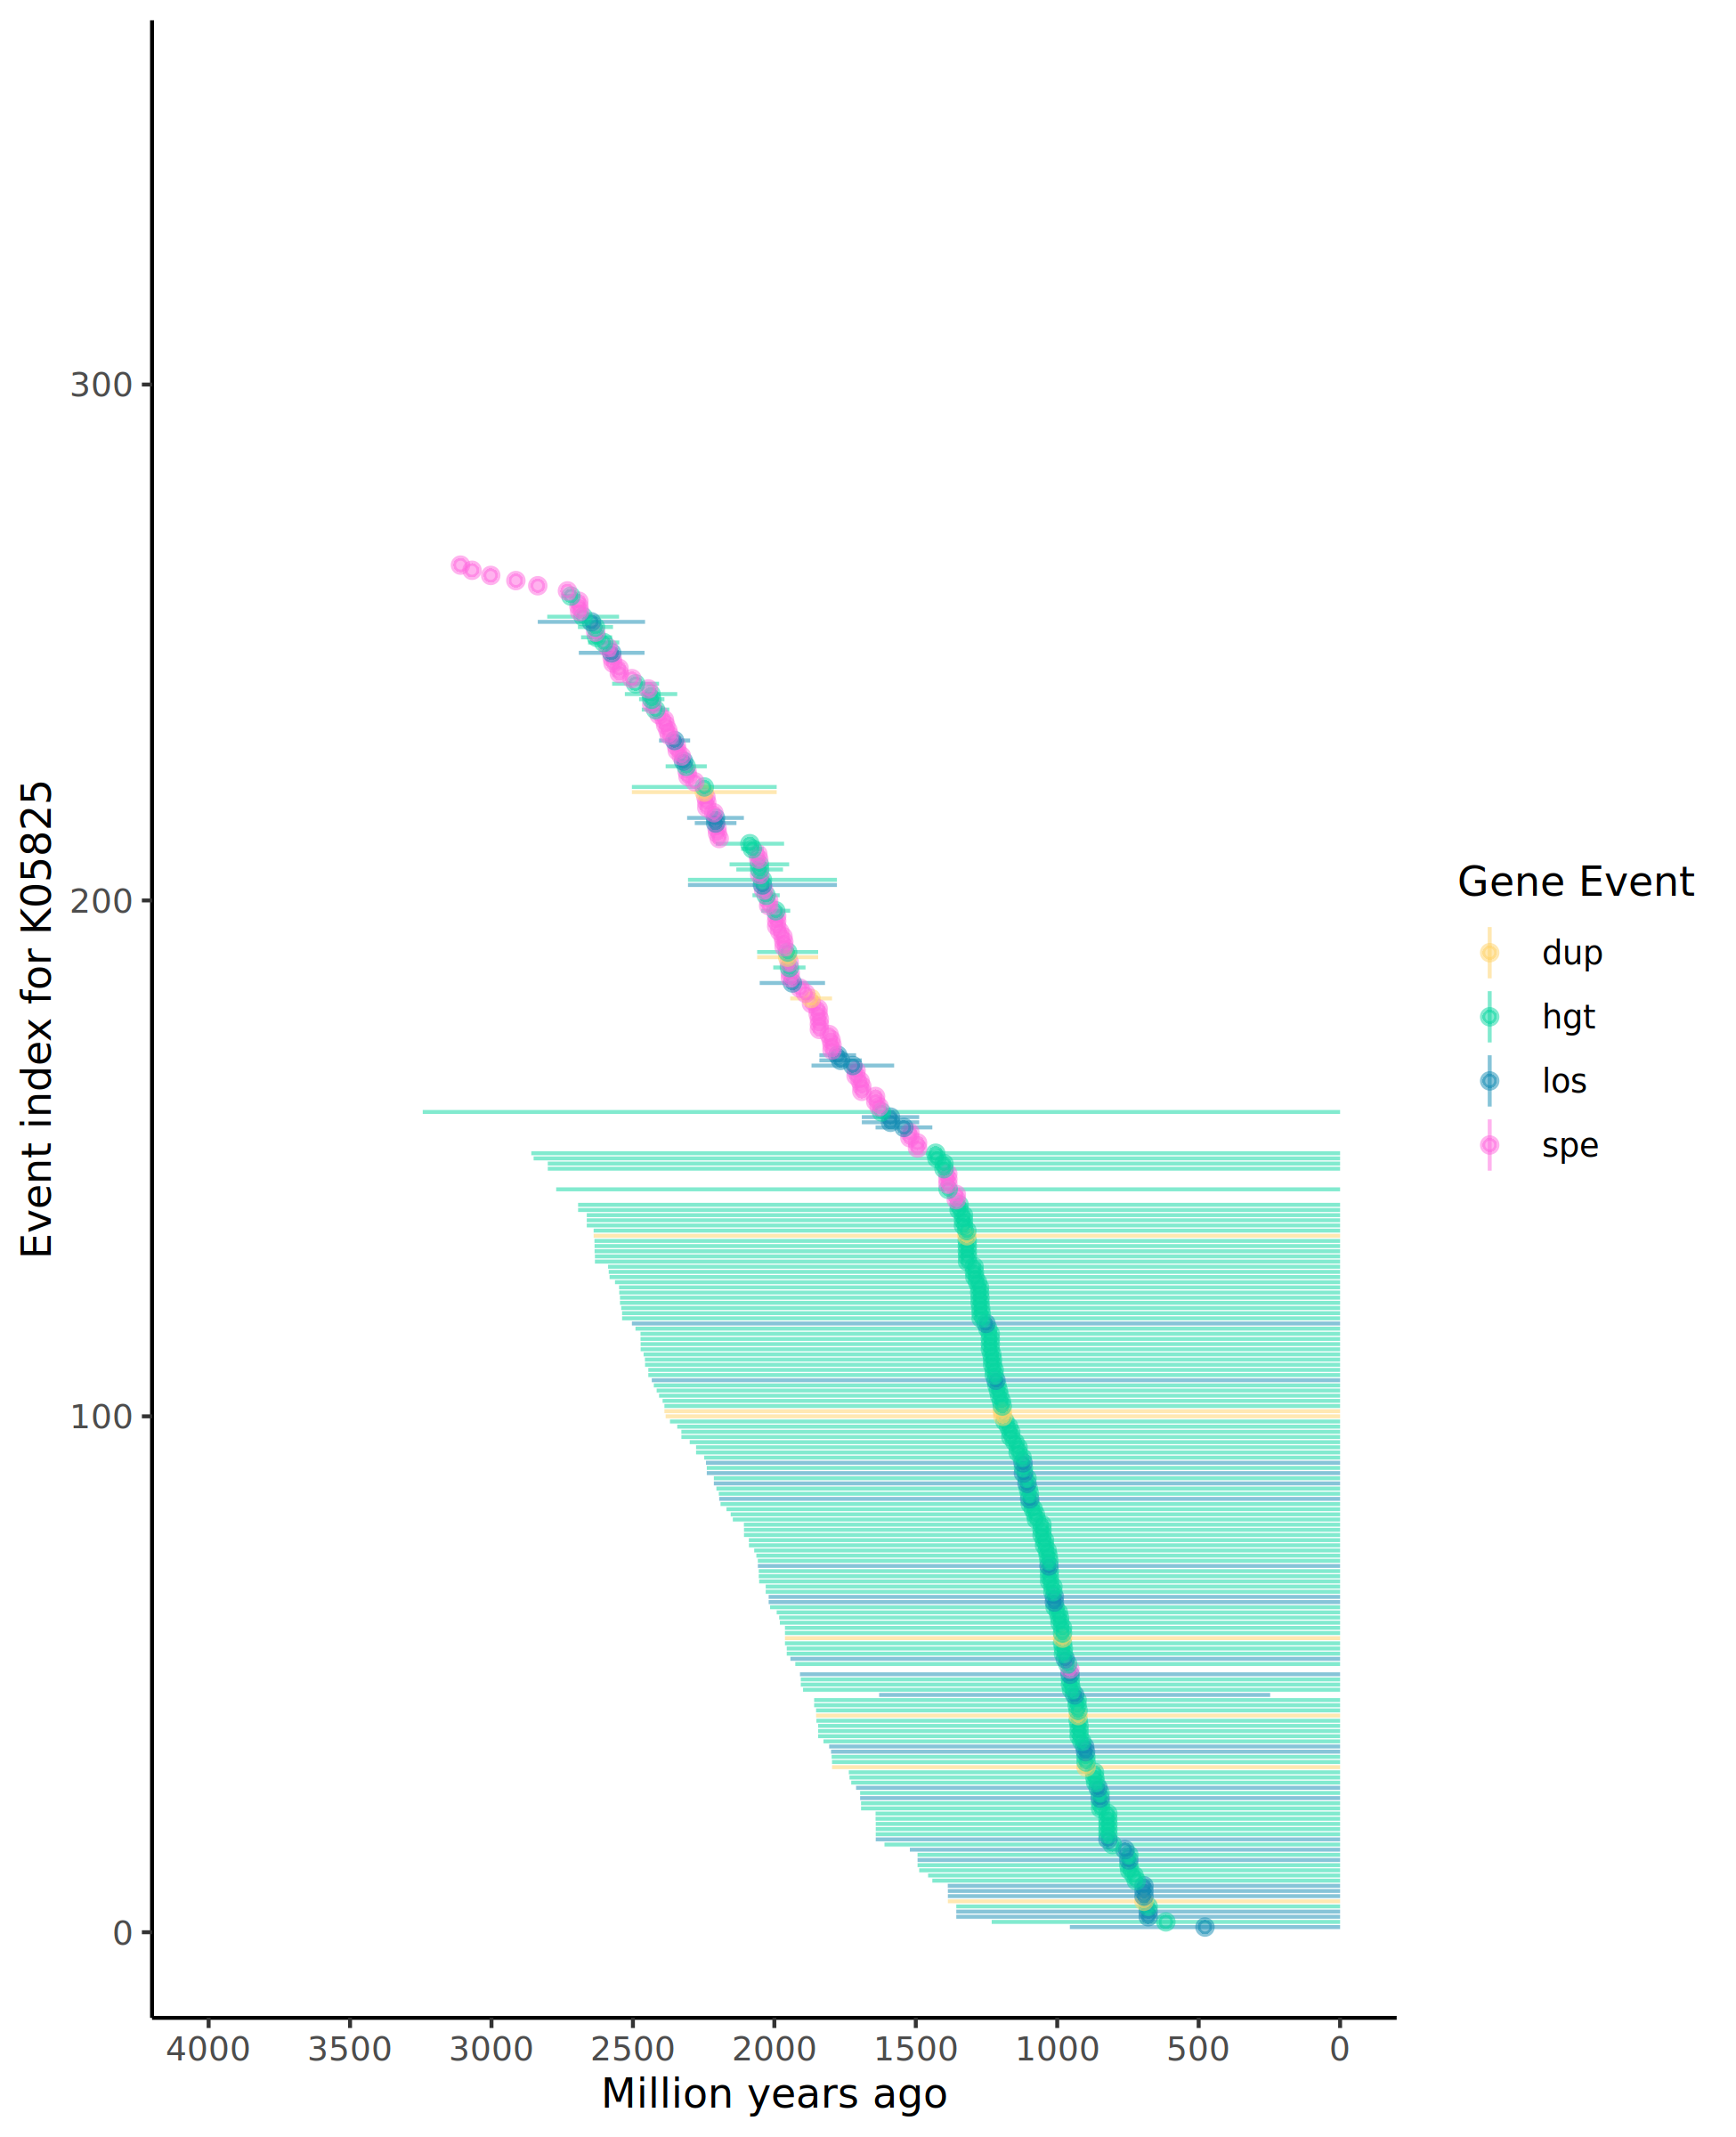 Event index for K05825
300
200
100
0
4000 3500 3000 2500 2000 1500 1000 500 0
Million years ago
Gene Event
dup
hgt
los
spe